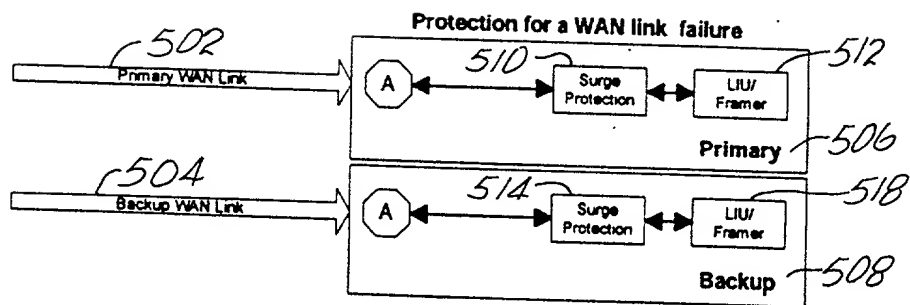 Protection for a WAN link failure
502
Primary WAN Link
A
510
Surge
Protection
512
LIU/
Framer
Primary
506
504
Backup WAN Link
A
514
Surge
Protection
518
LIU/
Framer
Backup
508